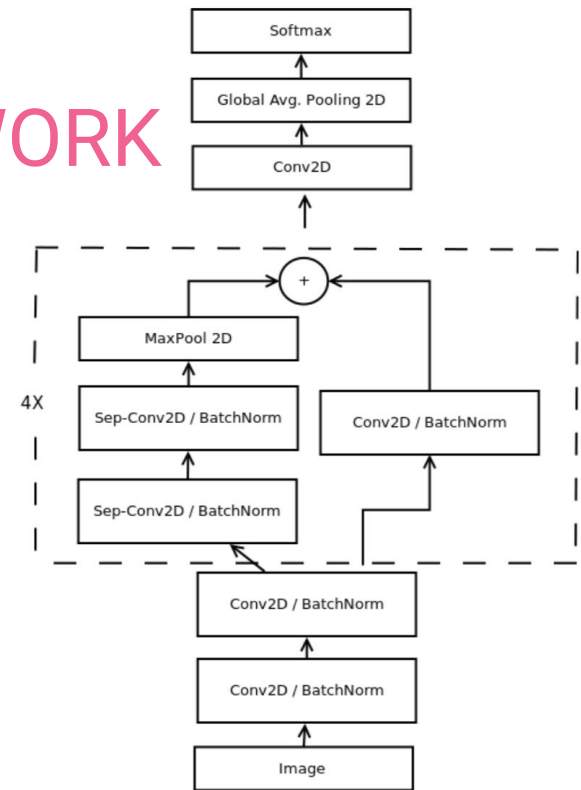 Softmax
Global Avg. Pooling 2D
WORK
Conv2D
+
MaxPool 2D
4X
Sep-Conv2D / BatchNorm
Conv2D / BatchNorm
Sep-Conv2D / BatchNorm
Conv2D / BatchNorm
Conv2D / BatchNorm
Image